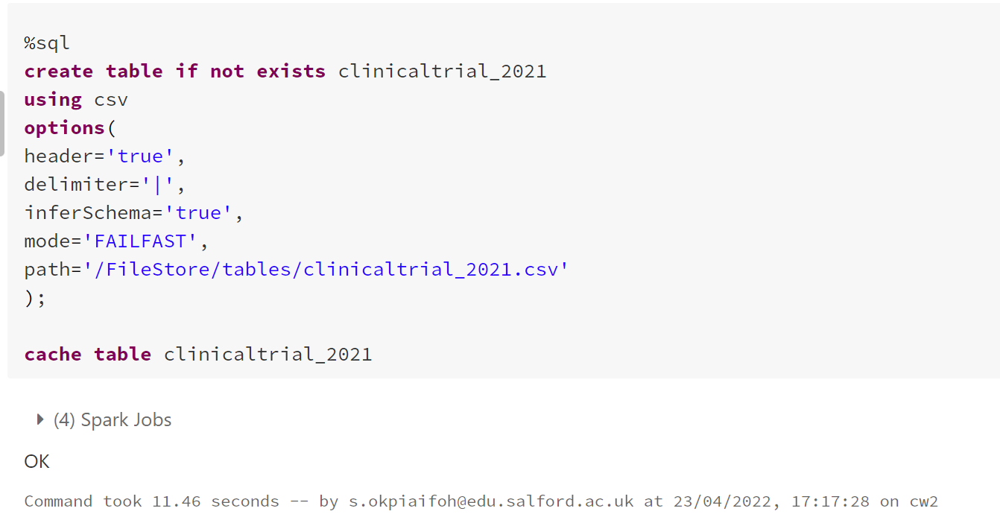 %sql
create table if not exists clinicaltrial_2021
using csv
options(
header='true',
delimiter='|',
inferSchema='true',
mode='FAILFAST',
path='/FileStore/tables/clinicaltrial_2021.csv'
);
cache table clinicaltrial_2021
(4) Spark Jobs
OK
Command took 11.46 seconds -- by s.okpiaifoh@edu.salford.ac.uk at 23/04/2022, 17:17:28 on cw2